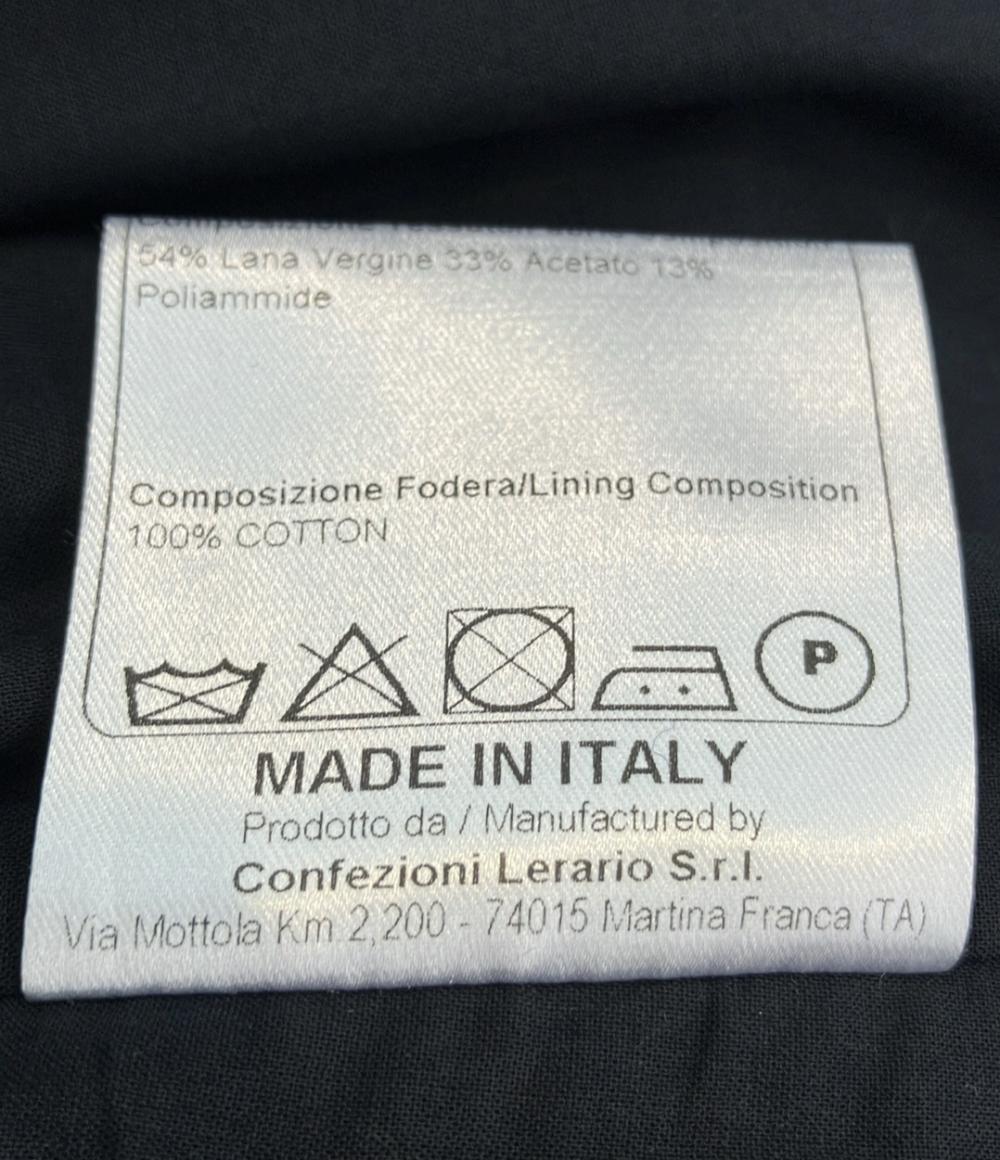 Composizione
54% Lana Vergine 33% Acetato 13%
Poliammide
Composizione Fodera/Lining Composition
100% COTTON
P
MADE IN ITALY
Prodotto da / Manufactured by
Confezioni Lerario S.r.l.
Via Mottola Km 2,200 - 74015 Martina Franca (TA)